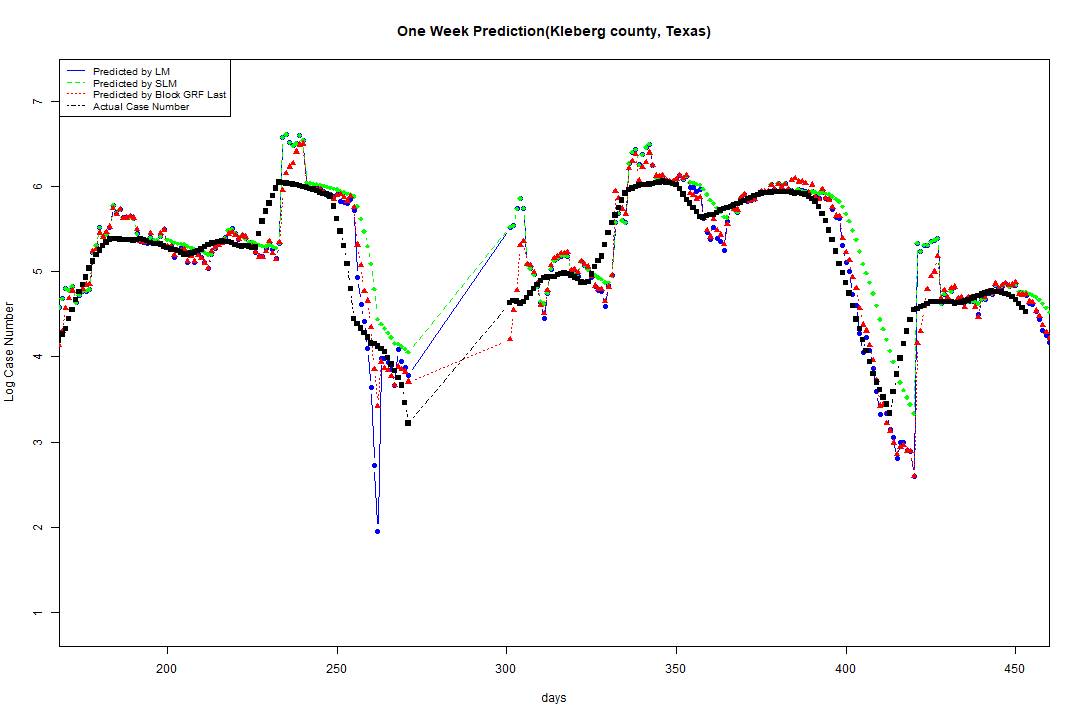 One Week Prediction(Kleberg county, Texas)
Predicted by LM
Predicted by SLM
Predicted by Block GRF Last
Actual Case Number
7
6
5
4
3
2
1
Log Case Number
200
250
300
350
400
450
days